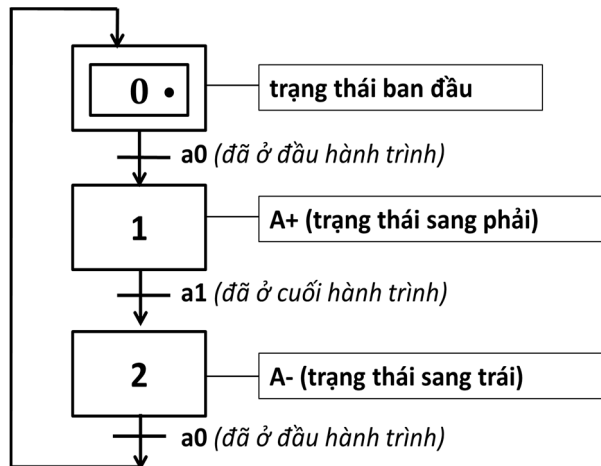 0 •
trạng thái ban đầu
a0 (đã ở đầu hành trình)
1
A+ (trạng thái sang phải)
a1 (đã ở cuối hành trình)
2
A- (trạng thái sang trái)
a0 (đã ở đầu hành trình)